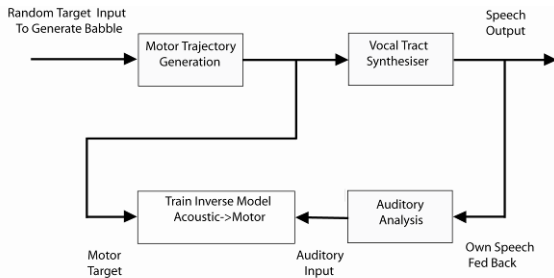 Random Target Input
To Generate Babble
Motor Trajectory
Generation
Vocal Tract
Synthesiser
Speech
Output
Train Inverse Model
Acoustic->Motor
Auditory
Analysis
Motor
Target
Auditory
Input
Own Speech
Fed Back